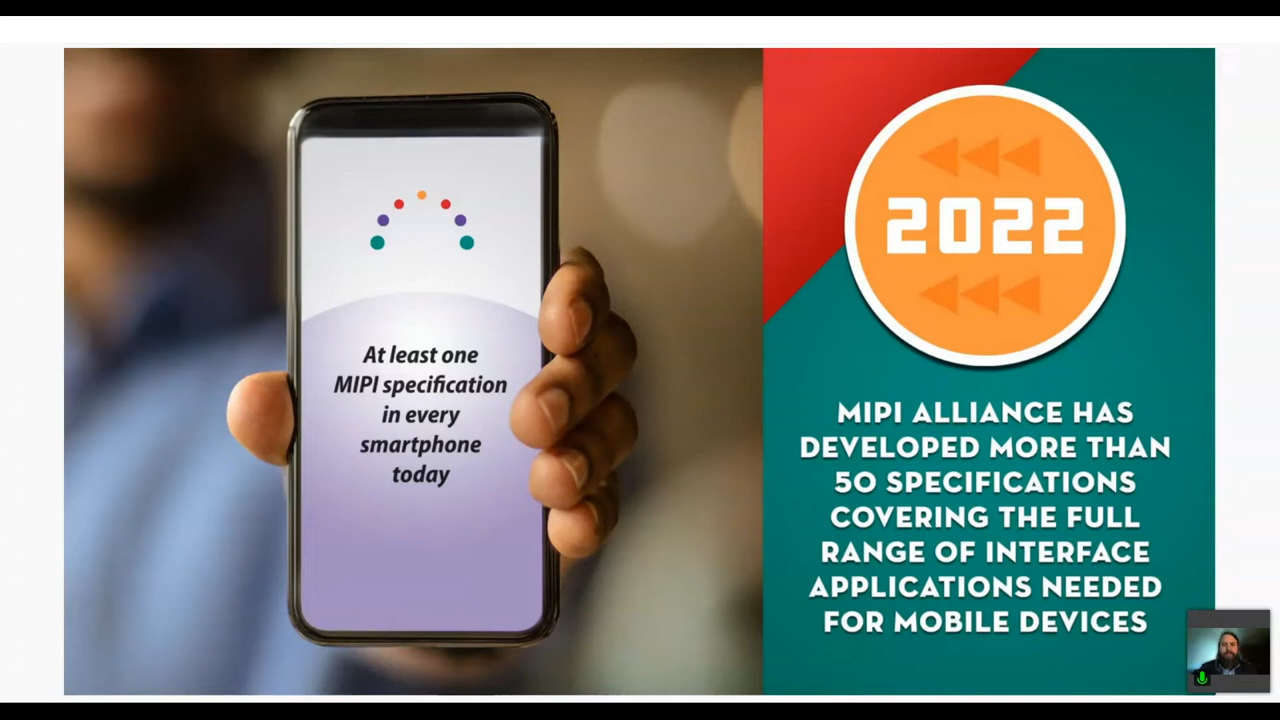 At least one
MIPI specification
in every
smartphone
today
2022
MIPI ALLIANCE HAS
DEVELOPED MORE THAN
50 SPECIFICATIONS
COVERING THE FULL
RANGE OF INTERFACE
APPLICATIONS NEEDED
FOR MOBILE DEVICES